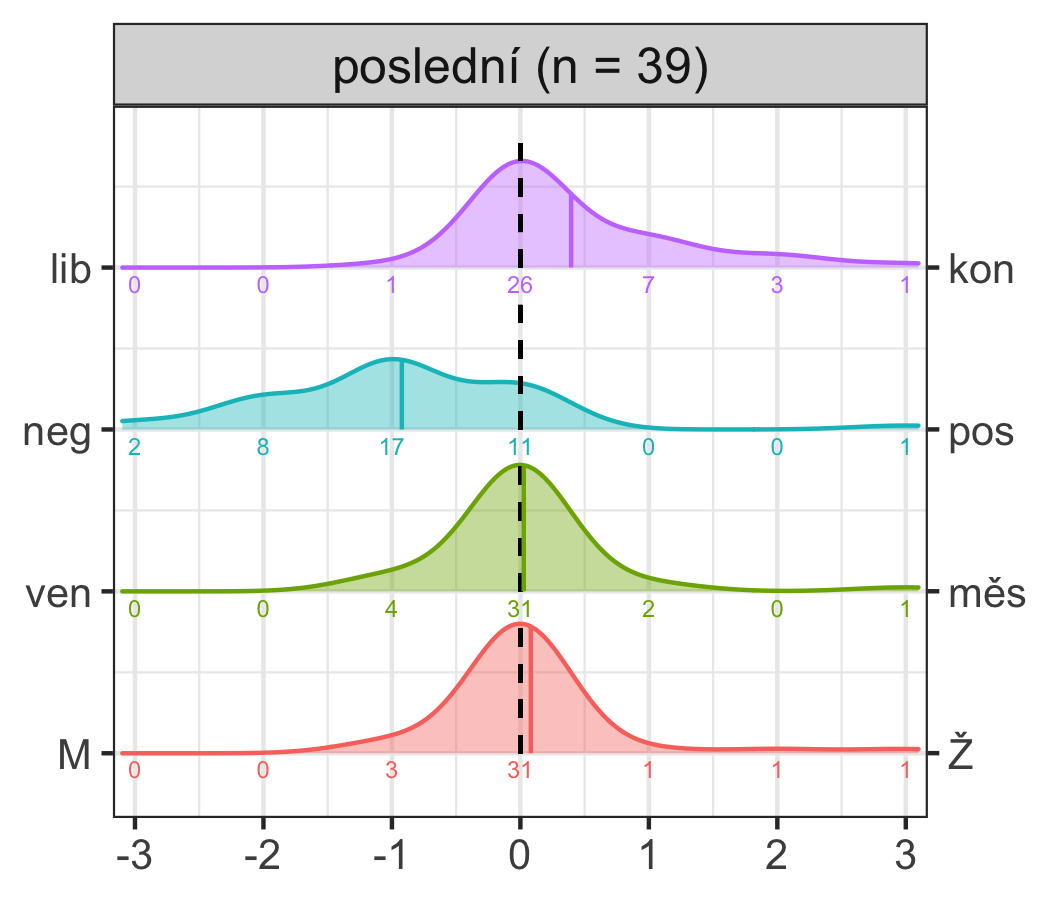 poslední (n = 39)
lib kon
0 0 1 26 7 3 1
neg pos
2 8 17 11 0 0 1
ven měs
0 0 4 31 2 0 1
M Ž
0 0 3 31 1 1 1
-3 -2 -1 0 1 2 3